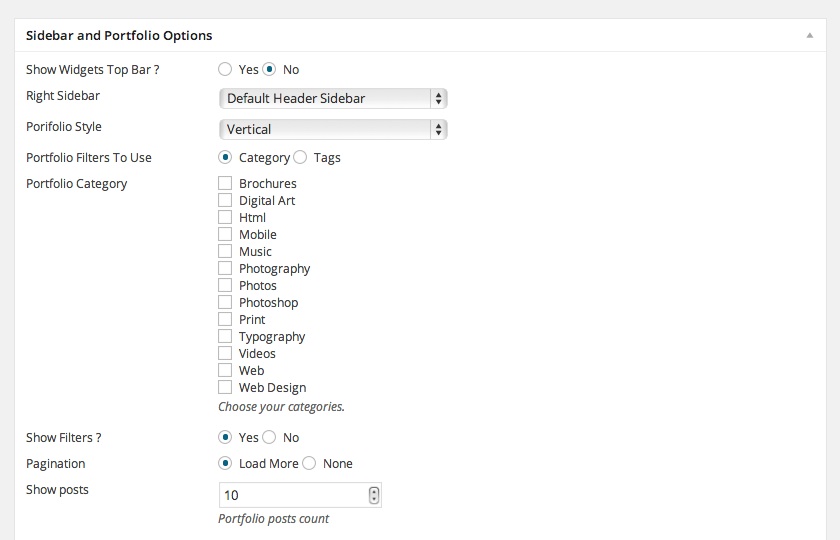 Sidebar and Portfolio Options
Show Widgets Top Bar ? Yes No
Right Sidebar Default Header Sidebar
Porifolio Style Vertical
Portfolio Filters To Use Category Tags
Portfolio Category Brochures
Digital Art
Html
Mobile
Music
Photography
Photos
Photoshop
Print
Typography
Videos
Web
Web Design
Choose your categories.
Show Filters ? Yes No
Pagination Load More None
Show posts 10
Portfolio posts count